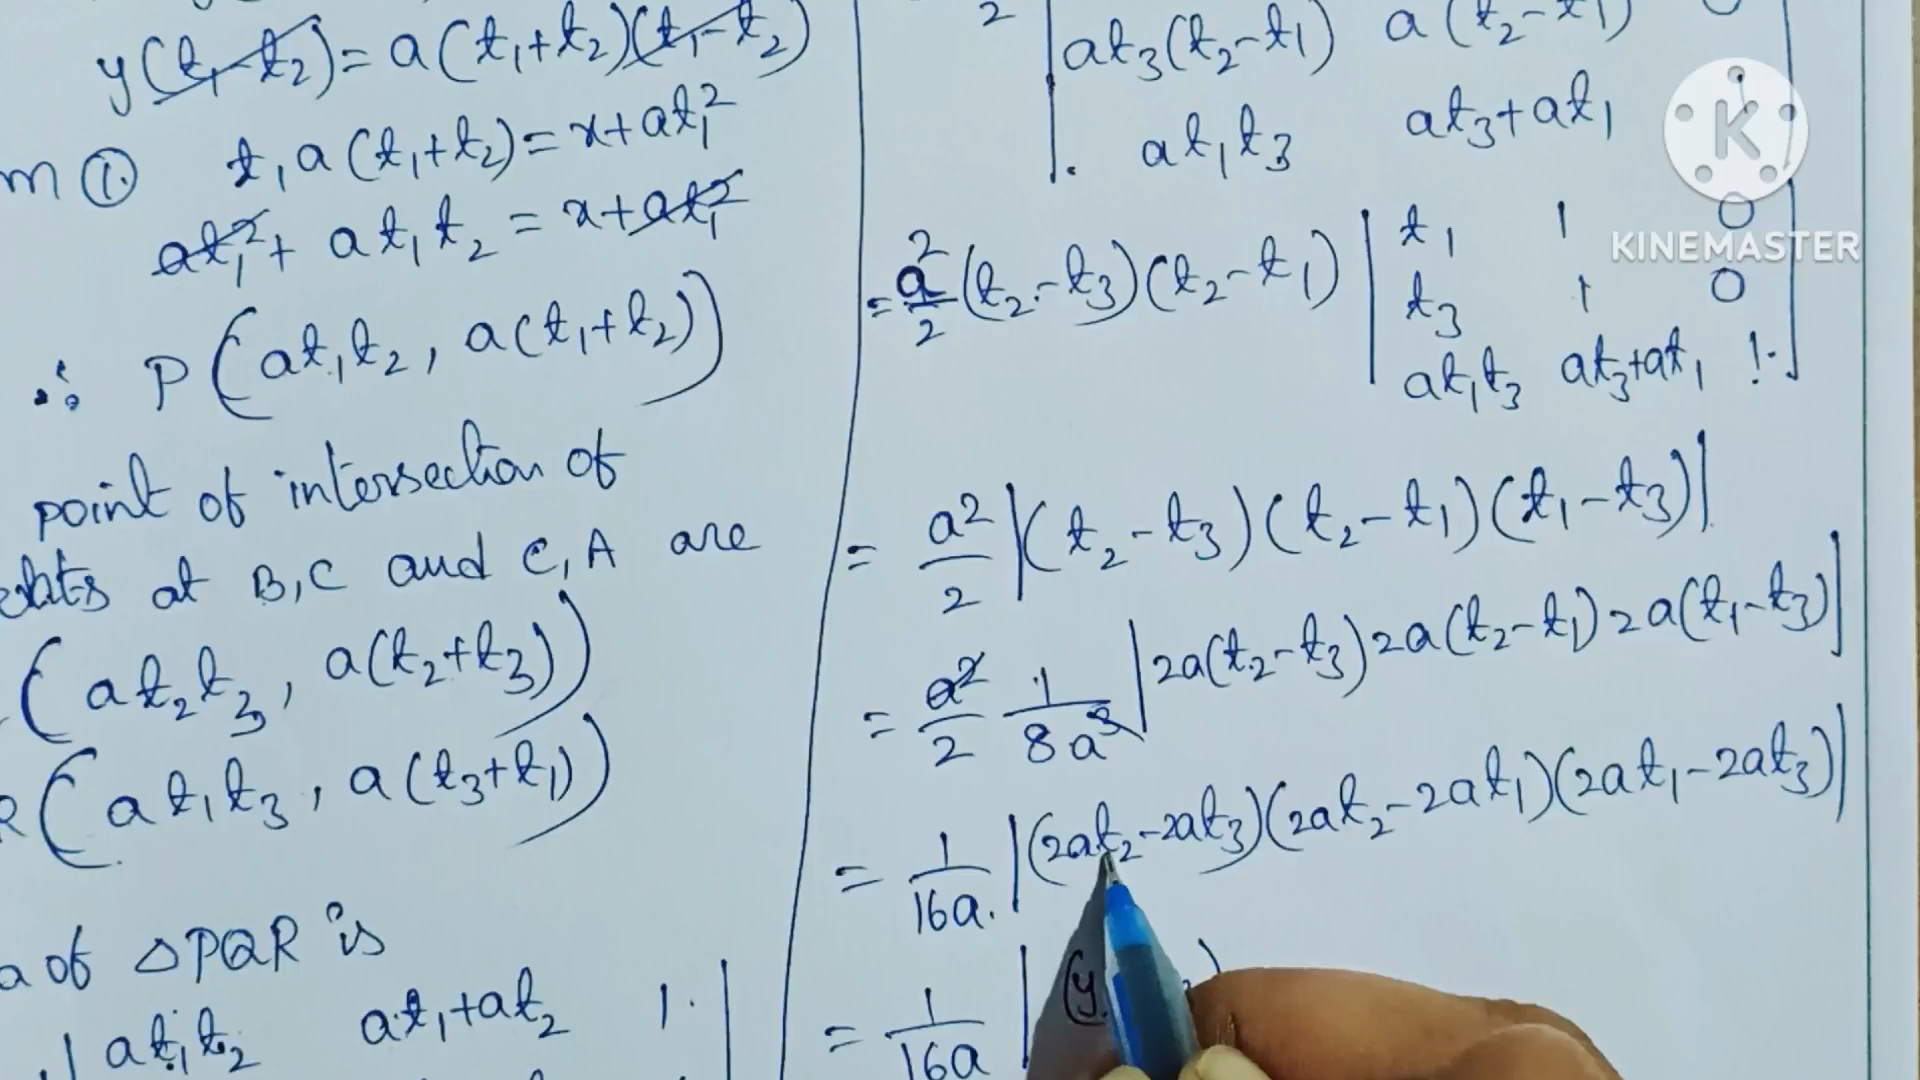 y(t₁-t₂) = a(t₁+t₂)(t₁-t₂)
m ① t₁a(t₁+t₂) = x+at₁²
at₁²+ at₁t₂ = x+at₁²
∴ P(at₁t₂, a(t₁+t₂))
point of intersection of
at B,C and C,A are
(at₂t₃, a(t₂+t₃))
R(at₁t₃, a(t₃+t₁))
a of △PQR is
| at₁t₂ at₁+at₂ 1 |
2 | at₃(t₂-t₁) a(t₂-t₁)
at₁t₃ at₃+at₁
= a²/2 (t₂-t₃)(t₂-t₁) | t₁ 1 0
t₃ 1 0
at₁t₃ at₃+at₁ 1 |
= a²/2 |(t₂-t₃)(t₂-t₁)(t₁-t₃)|
= a²/2 1/8a³ |2a(t₂-t₃)2a(t₂-t₁)2a(t₁-t₃)|
= 1/16a |(2at₂-2at₃)(2at₂-2at₁)(2at₁-2at₃)|
= 1/16a |(y
K
KINEMASTER